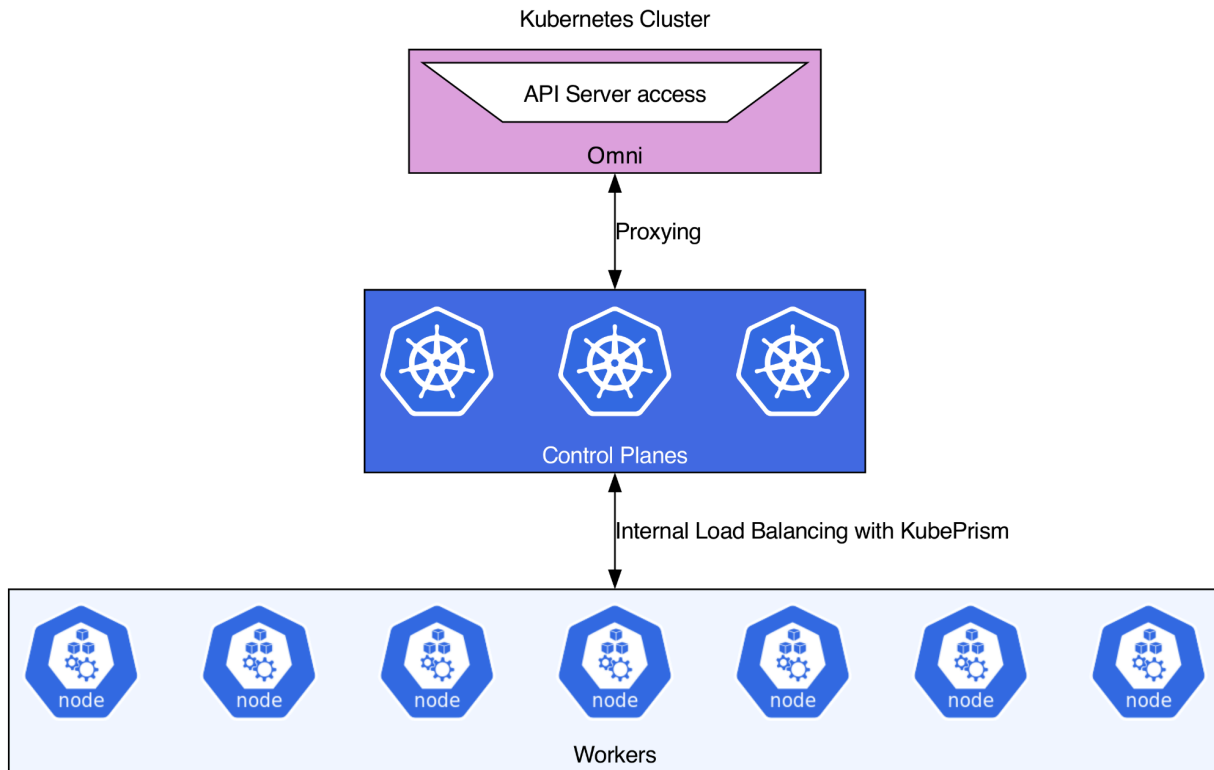 Kubernetes Cluster
API Server access
Omni
Proxying
Control Planes
Internal Load Balancing with KubePrism
node
node
node
node
node
node
node
Workers